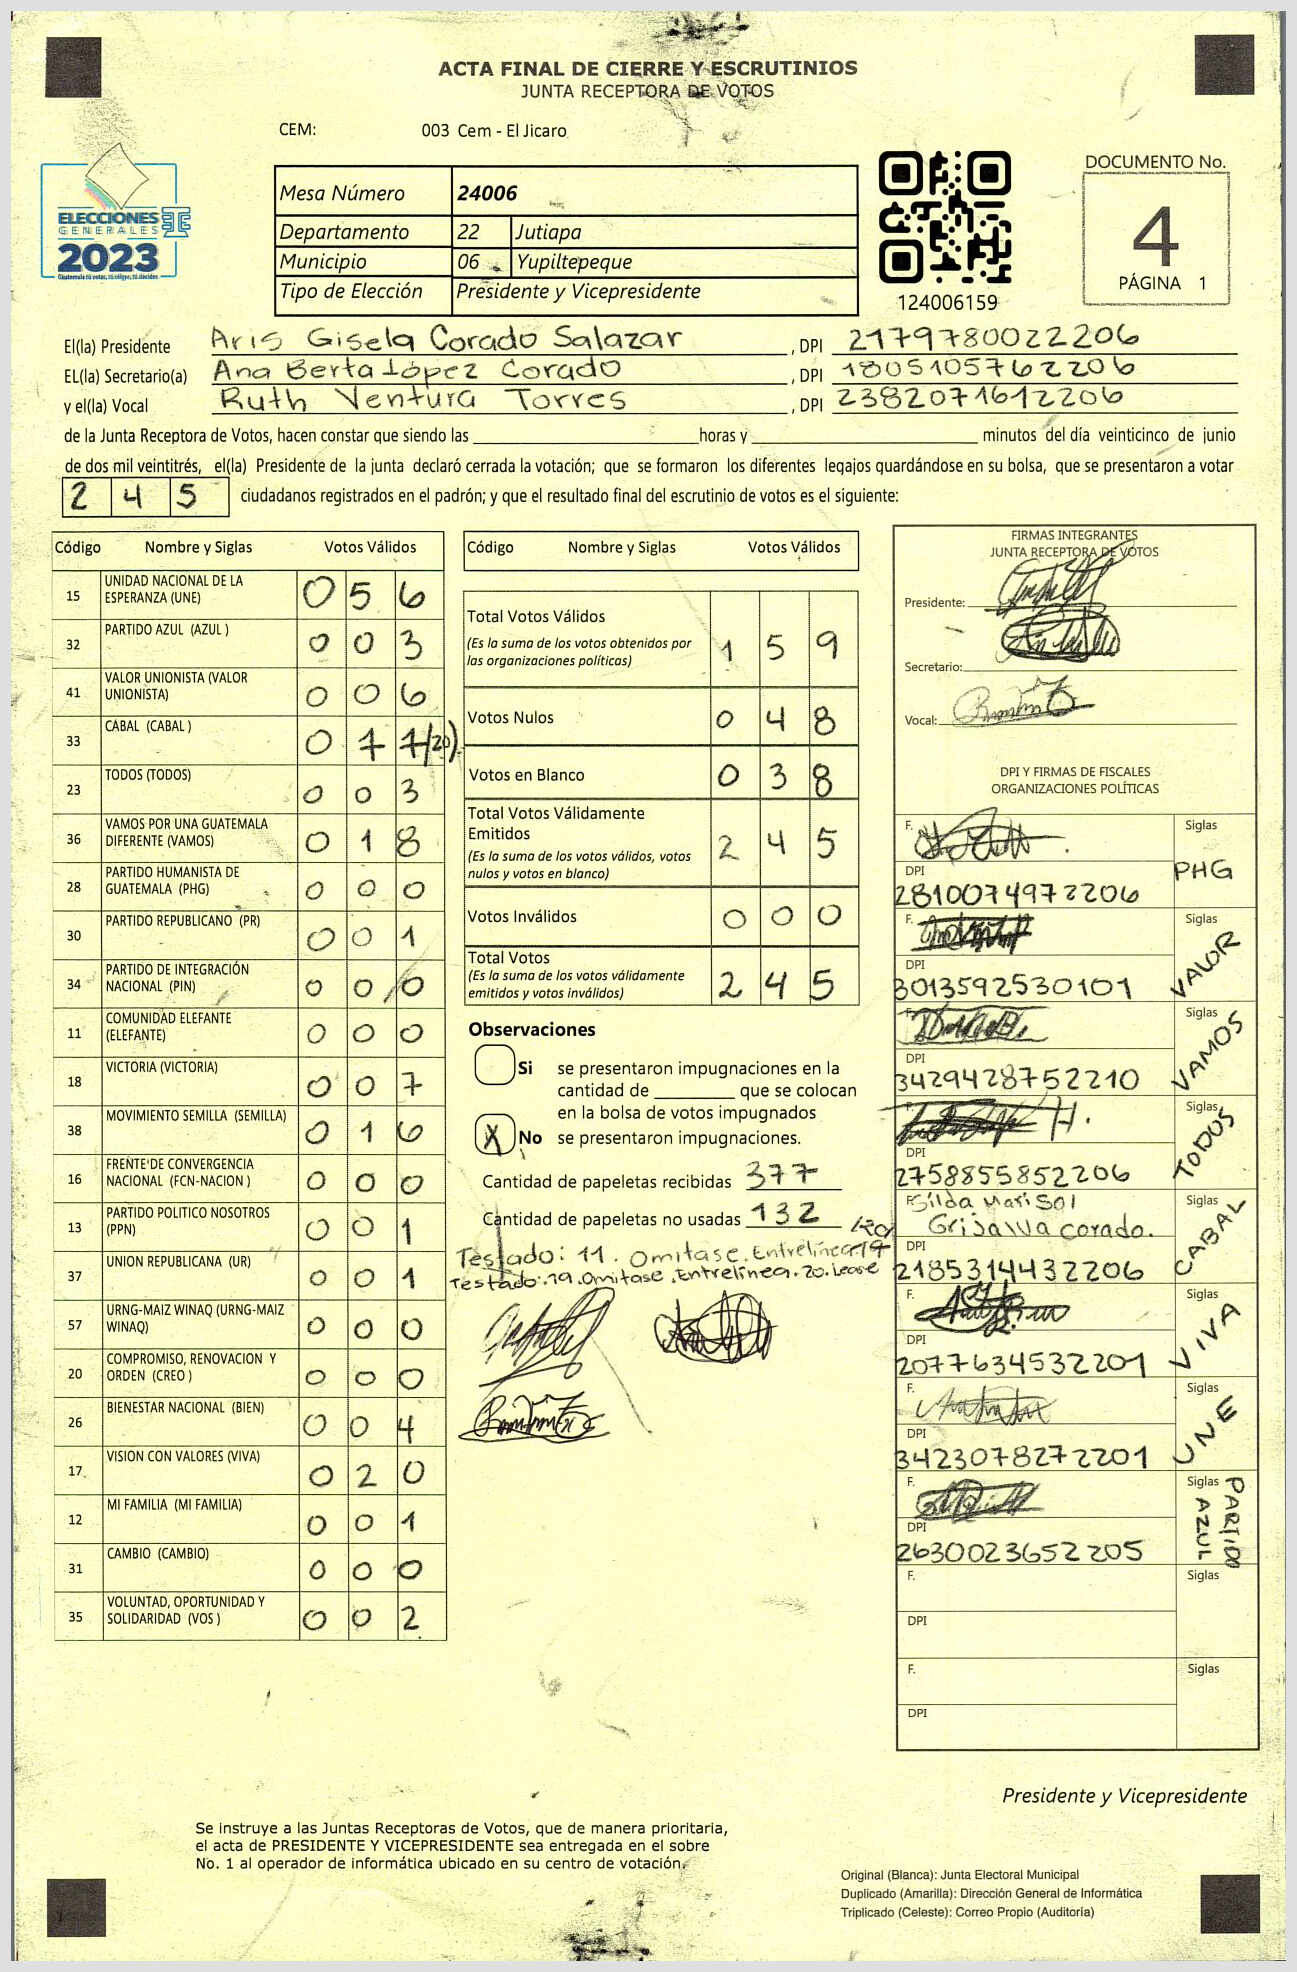 ACTA FINAL DE CIERRE Y ESCRUTINIOS
JUNTA RECEPTORA DE VOTOS
CEM: 003 Cem - El Jicaro
ELECCIONES
GENERALES
2023
Guatemala tú votas, tú eliges, tú decides
Mesa Número 24006
Departamento 22 Jutiapa
Municipio 06 Yupiltepeque
Tipo de Elección Presidente y Vicepresidente
124006159
DOCUMENTO No.
4
PÁGINA 1
El(la) Presidente Aris Gisela Corado Salazar, DPI 2179780022206
EL(la) Secretario(a) Ana Berta López Corado, DPI 1805105762206
y el(la) Vocal Ruth Ventura Torres, DPI 2382071612206
de la Junta Receptora de Votos, hacen constar que siendo las ____ horas y ____ minutos del día veinticinco de junio
de dos mil veintitrés, el(la) Presidente de la junta declaró cerrada la votación; que se formaron los diferentes legajos guardándose en su bolsa, que se presentaron a votar
2 4 5 ciudadanos registrados en el padrón; y que el resultado final del escrutinio de votos es el siguiente:
Código Nombre y Siglas Votos Válidos
15 UNIDAD NACIONAL DE LA ESPERANZA (UNE) 0 5 6
32 PARTIDO AZUL (AZUL ) 0 0 3
41 VALOR UNIONISTA (VALOR UNIONISTA) 0 0 6
33 CABAL (CABAL ) 0 7 7 (20)
23 TODOS (TODOS) 0 0 3
36 VAMOS POR UNA GUATEMALA DIFERENTE (VAMOS) 0 1 8
28 PARTIDO HUMANISTA DE GUATEMALA (PHG) 0 0 0
30 PARTIDO REPUBLICANO (PR) 0 0 1
34 PARTIDO DE INTEGRACIÓN NACIONAL (PIN) 0 0 0
11 COMUNIDAD ELEFANTE (ELEFANTE) 0 0 0
18 VICTORIA (VICTORIA) 0 0 7
38 MOVIMIENTO SEMILLA (SEMILLA) 0 1 6
16 FRENTE DE CONVERGENCIA NACIONAL (FCN-NACION ) 0 0 0
13 PARTIDO POLITICO NOSOTROS (PPN) 0 0 1
37 UNION REPUBLICANA (UR) 0 0 1
57 URNG-MAIZ WINAQ (URNG-MAIZ WINAQ) 0 0 0
20 COMPROMISO, RENOVACION Y ORDEN (CREO ) 0 0 0
26 BIENESTAR NACIONAL (BIEN) 0 0 4
17 VISION CON VALORES (VIVA) 0 2 0
12 MI FAMILIA (MI FAMILIA) 0 0 1
31 CAMBIO (CAMBIO) 0 0 0
35 VOLUNTAD, OPORTUNIDAD Y SOLIDARIDAD (VOS ) 0 0 2
Código Nombre y Siglas Votos Válidos
Total Votos Válidos
(Es la suma de los votos obtenidos por
las organizaciones políticas) 1 5 9
Votos Nulos 0 4 8
Votos en Blanco 0 3 8
Total Votos Válidamente
Emitidos
(Es la suma de los votos válidos, votos
nulos y votos en blanco) 2 4 5
Votos Inválidos 0 0 0
Total Votos
(Es la suma de los votos válidamente
emitidos y votos inválidos) 2 4 5
Observaciones
Si se presentaron impugnaciones en la
cantidad de ____ que se colocan
en la bolsa de votos impugnados
X No se presentaron impugnaciones.
Cantidad de papeletas recibidas 377
Cantidad de papeletas no usadas 132
Testado: 11. Omitase. Entrelinea. 19
Testado: 19. Omitase. Entrelinea. 20. Lease
FIRMAS INTEGRANTES
JUNTA RECEPTORA DE VOTOS
Presidente:
Secretario:
Vocal:
DPI Y FIRMAS DE FISCALES
ORGANIZACIONES POLÍTICAS
F. Siglas PHG
DPI 2810074972206
F. Siglas VALOR
DPI 3013592530101
F. Siglas VAMOS
DPI 3429428752210
F. Siglas TODOS
DPI 2758855852206
F. Silda Marisol Grijalva corado. Siglas CABAL
DPI 2185314432206
F. Siglas VIVA
DPI 2077634532201
F. Siglas UNE
DPI 3423078272201
F. Siglas PARTIDO AZUL
DPI 2630023652205
F. Siglas
DPI
F. Siglas
DPI
Presidente y Vicepresidente
Se instruye a las Juntas Receptoras de Votos, que de manera prioritaria,
el acta de PRESIDENTE Y VICEPRESIDENTE sea entregada en el sobre
No. 1 al operador de informática ubicado en su centro de votación.
Original (Blanca): Junta Electoral Municipal
Duplicado (Amarilla): Dirección General de Informática
Triplicado (Celeste): Correo Propio (Auditoría)